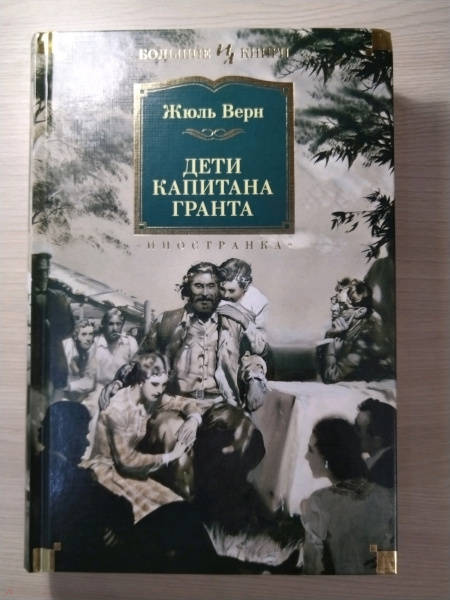 БОЛЬШИЕ КНИГИ
Жюль Верн
ДЕТИ
КАПИТАНА
ГРАНТА
ИНОСТРАНКА